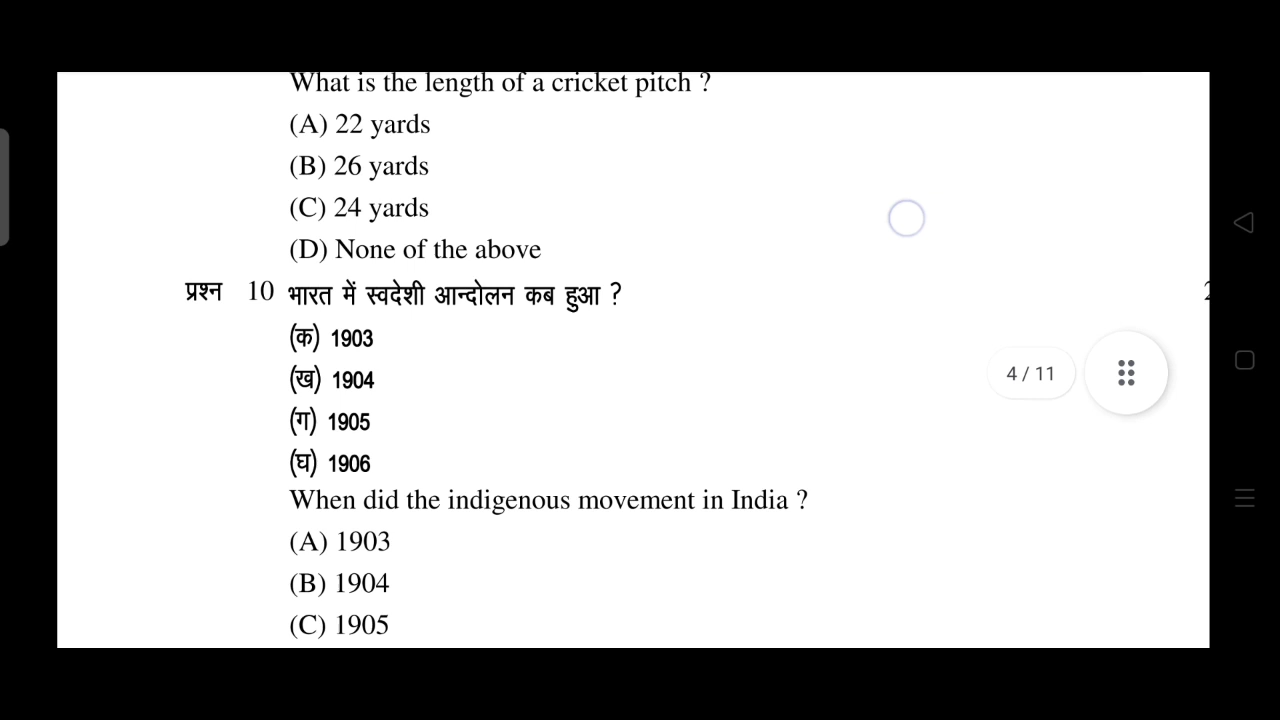 What is the length of a cricket pitch ?
(A) 22 yards
(B) 26 yards
(C) 24 yards
(D) None of the above
प्रश्न 10 भारत में स्वदेशी आन्दोलन कब हुआ ?
(क) 1903
(ख) 1904
4 / 11
(ग) 1905
(घ) 1906
When did the indigenous movement in India ?
(A) 1903
(B) 1904
(C) 1905